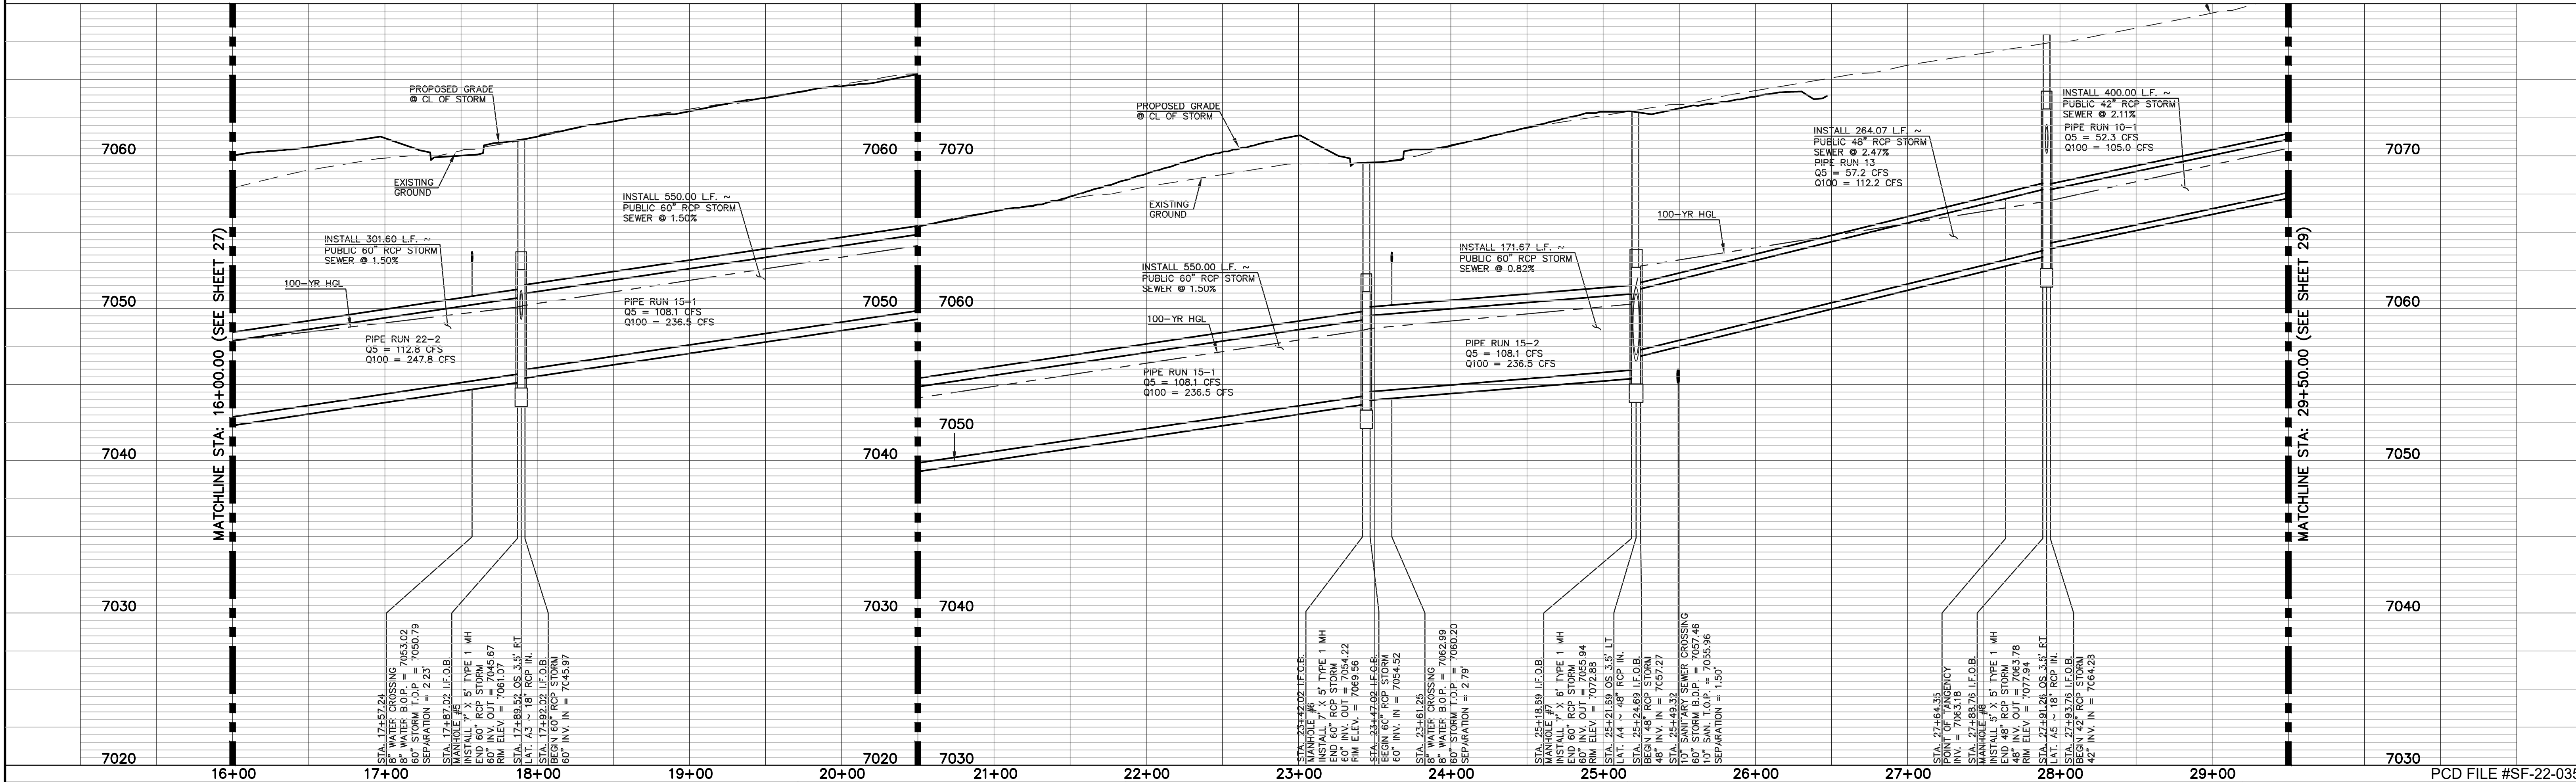 PROPOSED GRADE
@ CL OF STORM
7060
EXISTING
GROUND
INSTALL 301.60 L.F. ~
PUBLIC 60" RCP STORM
SEWER @ 1.50%
100-YR HGL
PIPE RUN 22-2
Q5 = 112.8 CFS
Q100 = 247.8 CFS
INSTALL 550.00 L.F. ~
PUBLIC 60" RCP STORM
SEWER @ 1.50%
PIPE RUN 15-1
Q5 = 108.1 CFS
Q100 = 236.5 CFS
7050
7040
7030
7020
MATCHLINE STA: 16+00.00 (SEE SHEET 27)
STA. 17+57.24
8" WATER CROSSING
8" WATER B.O.P. = 7053.02
60" STORM T.O.P. = 7050.79
SEPARATION = 2.23'
STA. 17+87.02 I.F.O.B.
MANHOLE #5
INSTALL 7' X 5' TYPE 1 MH
END 60" RCP STORM
60" INV. OUT = 7045.67
RIM ELEV. = 7061.07
STA. 17+89.52 OS 3.5' RT
LAT. A3 ~ 18" RCP IN.
STA. 17+92.02 I.F.O.B.
BEGIN 60" RCP STORM
60" INV. IN = 7045.97
7060
7050
7040
7030
7020
7070
7060
7050
7040
7030
PROPOSED GRADE
@ CL OF STORM
EXISTING
GROUND
INSTALL 550.00 L.F. ~
PUBLIC 60" RCP STORM
SEWER @ 1.50%
100-YR HGL
PIPE RUN 15-1
Q5 = 108.1 CFS
Q100 = 236.5 CFS
INSTALL 171.67 L.F. ~
PUBLIC 60" RCP STORM
SEWER @ 0.82%
PIPE RUN 15-2
Q5 = 108.1 CFS
Q100 = 236.5 CFS
100-YR HGL
INSTALL 264.07 L.F. ~
PUBLIC 48" RCP STORM
SEWER @ 2.47%
PIPE RUN 13
Q5 = 57.2 CFS
Q100 = 112.2 CFS
INSTALL 400.00 L.F. ~
PUBLIC 42" RCP STORM
SEWER @ 2.11%
PIPE RUN 10-1
Q5 = 52.3 CFS
Q100 = 105.0 CFS
STA. 23+42.02 I.F.O.B.
MANHOLE #6
INSTALL 7' X 5' TYPE 1 MH
END 60" RCP STORM
60" INV. OUT = 7054.22
RIM ELEV. = 7069.56
STA. 23+47.02 I.F.O.B.
BEGIN 60" RCP STORM
60" INV. IN = 7054.52
STA. 23+61.25
8" WATER CROSSING
8" WATER B.O.P. = 7062.99
60" STORM T.O.P. = 7060.20
SEPARATION = 2.79'
STA. 25+18.69 I.F.O.B.
MANHOLE #7
INSTALL 7' X 6' TYPE 1 MH
END 60" RCP STORM
60" INV. OUT = 7055.94
RIM ELEV. = 7072.88
STA. 25+21.69 OS 3.5' LT
LAT. A4 ~ 48" RCP IN.
STA. 25+24.69 I.F.O.B.
BEGIN 48" RCP STORM
48" INV. IN = 7057.27
STA. 25+49.32
10" SANITARY SEWER CROSSING
60" STORM B.O.P. = 7057.46
10" SAN. T.O.P. = 7055.96
SEPARATION = 1.50'
STA. 27+64.35
POINT OF TANGENCY
INV. = 7063.18
STA. 27+88.76 I.F.O.B.
MANHOLE #8
INSTALL 5' X 5' TYPE 1 MH
END 48" RCP STORM
48" INV. OUT = 7063.78
RIM ELEV. = 7077.94
STA. 27+91.26 OS 3.5' RT
LAT. A5 ~ 18" RCP IN.
STA. 27+93.76 I.F.O.B.
BEGIN 42" RCP STORM
42" INV. IN = 7064.28
MATCHLINE STA: 29+50.00 (SEE SHEET 29)
7070
7060
7050
7040
7030
16+00 17+00 18+00 19+00 20+00 21+00 22+00 23+00 24+00 25+00 26+00 27+00 28+00 29+00
PCD FILE #SF-22-035